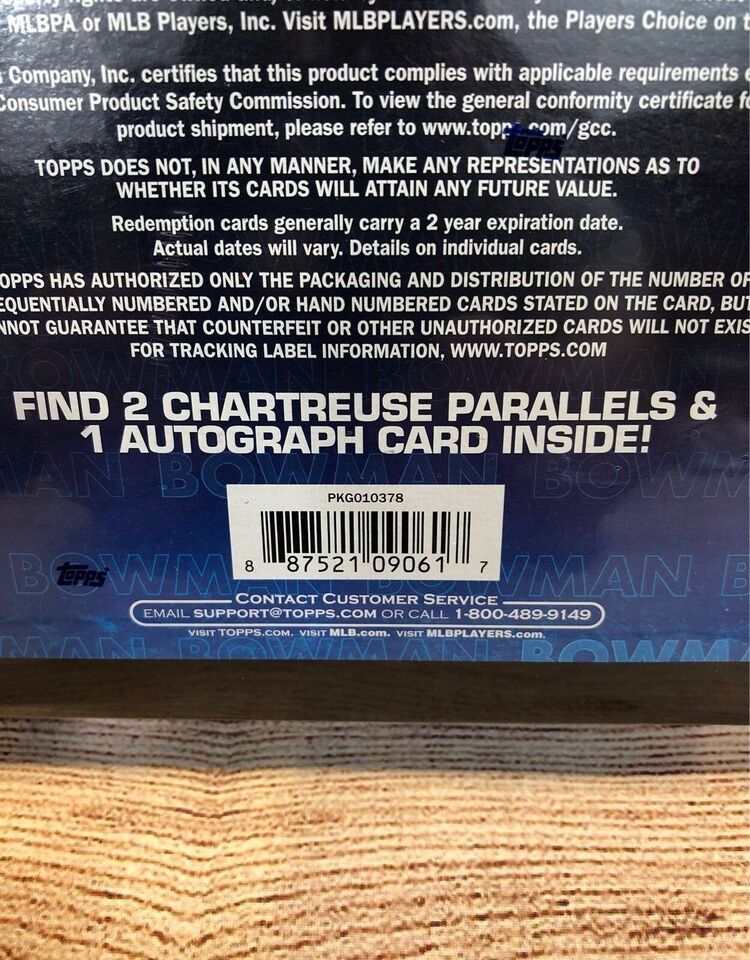 MLBPA or MLB Players, Inc. Visit MLBPLAYERS.com, the Players Choice on
Company, Inc. certifies that this product complies with applicable requirements
Consumer Product Safety Commission. To view the general conformity certificate
product shipment, please refer to www.topps.com/gcc.
Topps
TOPPS DOES NOT, IN ANY MANNER, MAKE ANY REPRESENTATIONS AS TO
WHETHER ITS CARDS WILL ATTAIN ANY FUTURE VALUE.
Redemption cards generally carry a 2 year expiration date.
Actual dates will vary. Details on individual cards.
OPPS HAS AUTHORIZED ONLY THE PACKAGING AND DISTRIBUTION OF THE NUMBER OF
EQUENTIALLY NUMBERED AND/OR HAND NUMBERED CARDS STATED ON THE CARD, BUT
NNOT GUARANTEE THAT COUNTERFEIT OR OTHER UNAUTHORIZED CARDS WILL NOT EXIS
FOR TRACKING LABEL INFORMATION, WWW.TOPPS.COM
FIND 2 CHARTREUSE PARALLELS &
1 AUTOGRAPH CARD INSIDE!
AN BOWMAN BOWMAN BOWM
PKG010378
8 87521 09061 7
BOWMAN BOWMAN B
Topps
CONTACT CUSTOMER SERVICE
EMAIL SUPPORT@TOPPS.COM OR CALL 1-800-489-9149
VISIT TOPPS.COM. VISIT MLB.com. VISIT MLBPLAYERS.com.
MAN BOWMAN BOWMAN BOWMA